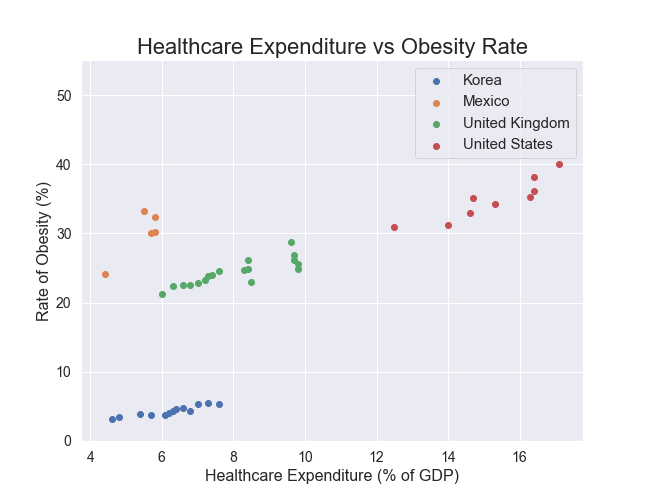 Healthcare Expenditure vs Obesity Rate
Korea
Mexico
United Kingdom
United States
50
40
30
20
10
0
Rate of Obesity (%)
4 6 8 10 12 14 16
Healthcare Expenditure (% of GDP)